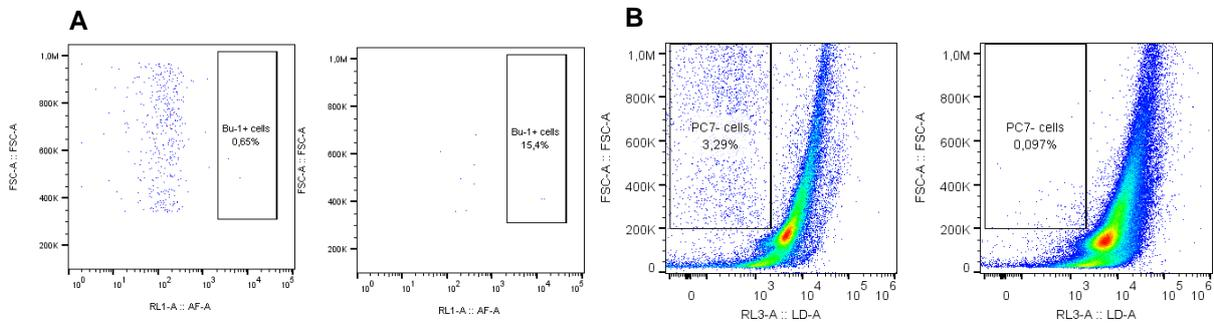 A
B
1,0M
800K
600K
400K
200K
FSC-A :: FSC-A
Bu-1+ cells
0,65%
10^0 10^1 10^2 10^3 10^4 10^5
RL1-A :: AF-A
1,0M
800K
600K
400K
200K
FSC-A :: FSC-A
Bu-1+ cells
15,4%
10^0 10^1 10^2 10^3 10^4 10^5
RL1-A :: AF-A
1,0M
800K
600K
400K
200K
0
FSC-A :: FSC-A
PC7- cells
3,29%
0 10^3 10^4 10^5 10^6
RL3-A :: LD-A
1,0M
800K
600K
400K
200K
0
FSC-A :: FSC-A
PC7- cells
0,097%
0 10^3 10^4 10^5 10^6
RL3-A :: LD-A